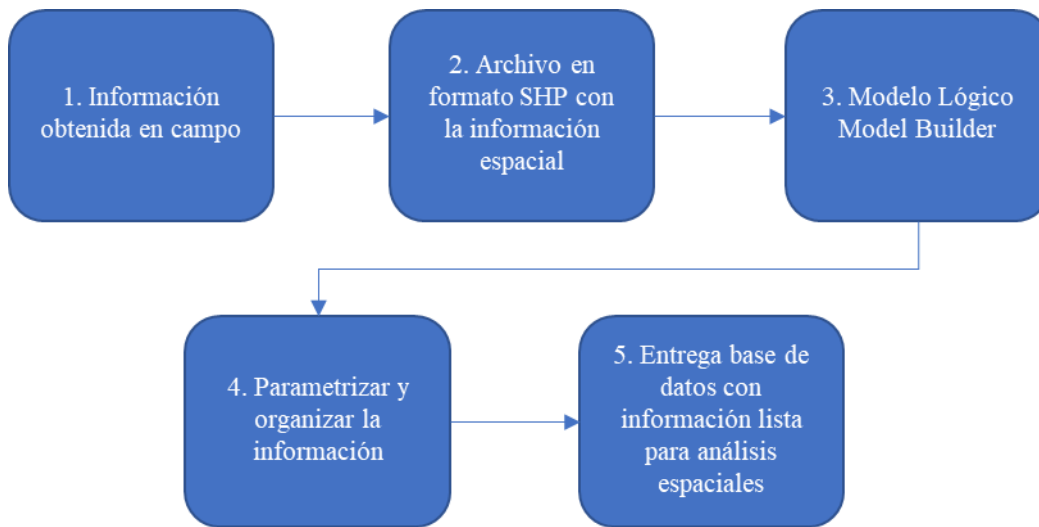 1. Información
obtenida en campo
2. Archivo en
formato SHP con
la información
espacial
3. Modelo Lógico
Model Builder
4. Parametrizar y
organizar la
información
5. Entrega base de
datos con
información lista
para análisis
espaciales